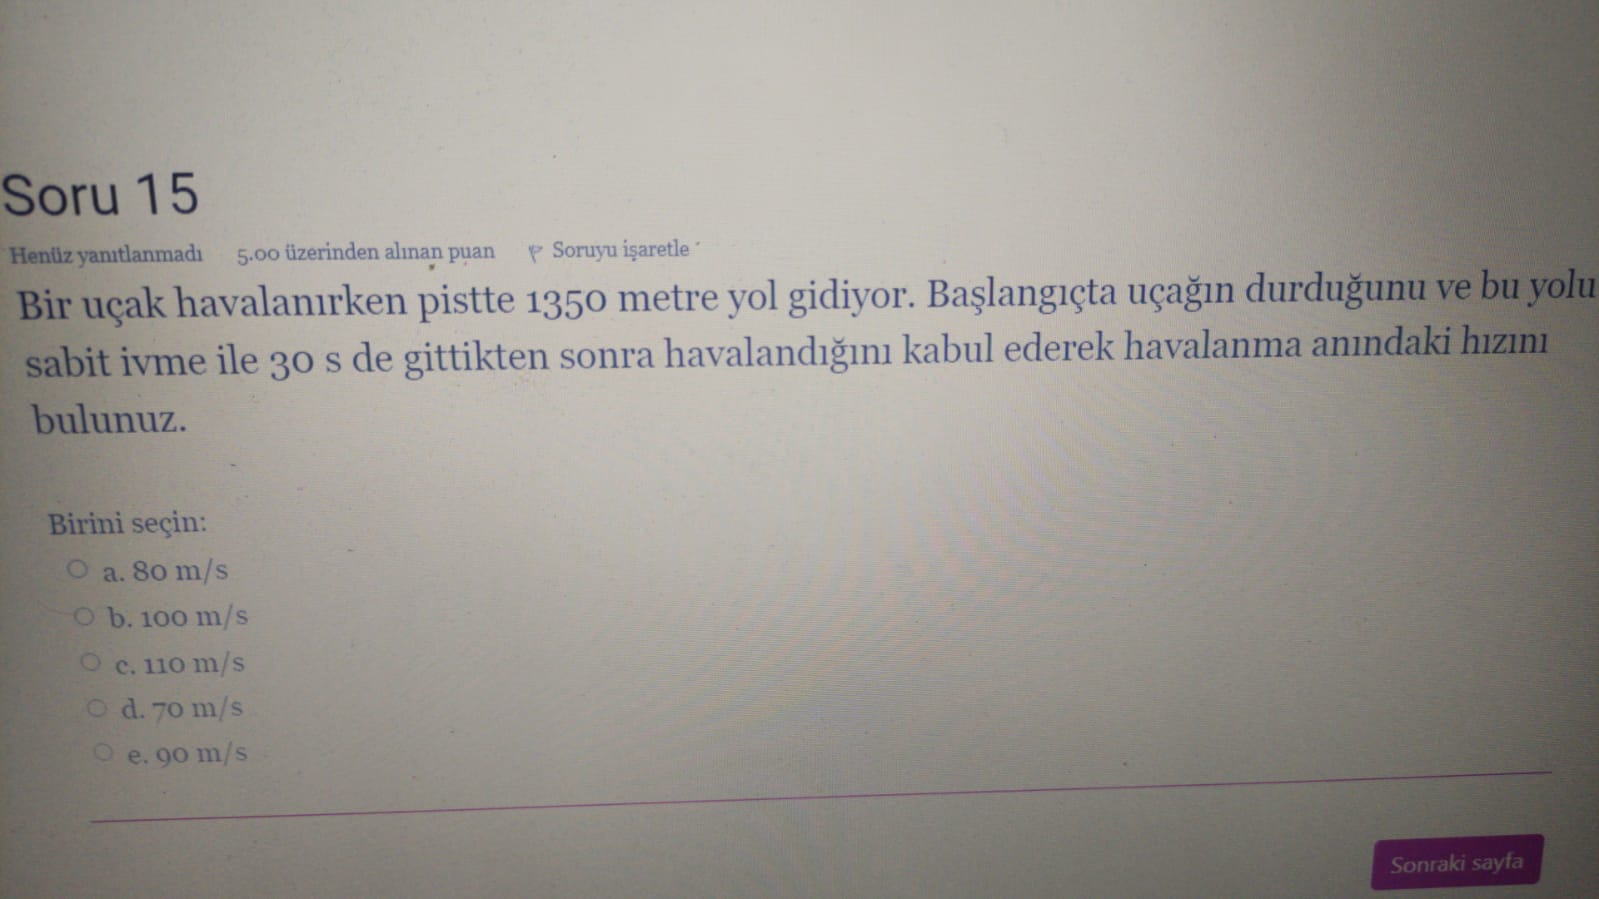 Soru 15
Henüz yanıtlanmadı 5.00 üzerinden alınan puan Soruyu işaretle
Bir uçak havalanırken pistte 1350 metre yol gidiyor. Başlangıçta uçağın durduğunu ve bu yolu
sabit ivme ile 30 s de gittikten sonra havalandığını kabul ederek havalanma anındaki hızını
bulunuz.
Birini seçin:
a. 80 m/s
b. 100 m/s
c. 110 m/s
d. 70 m/s
e. 90 m/s
Sonraki sayfa